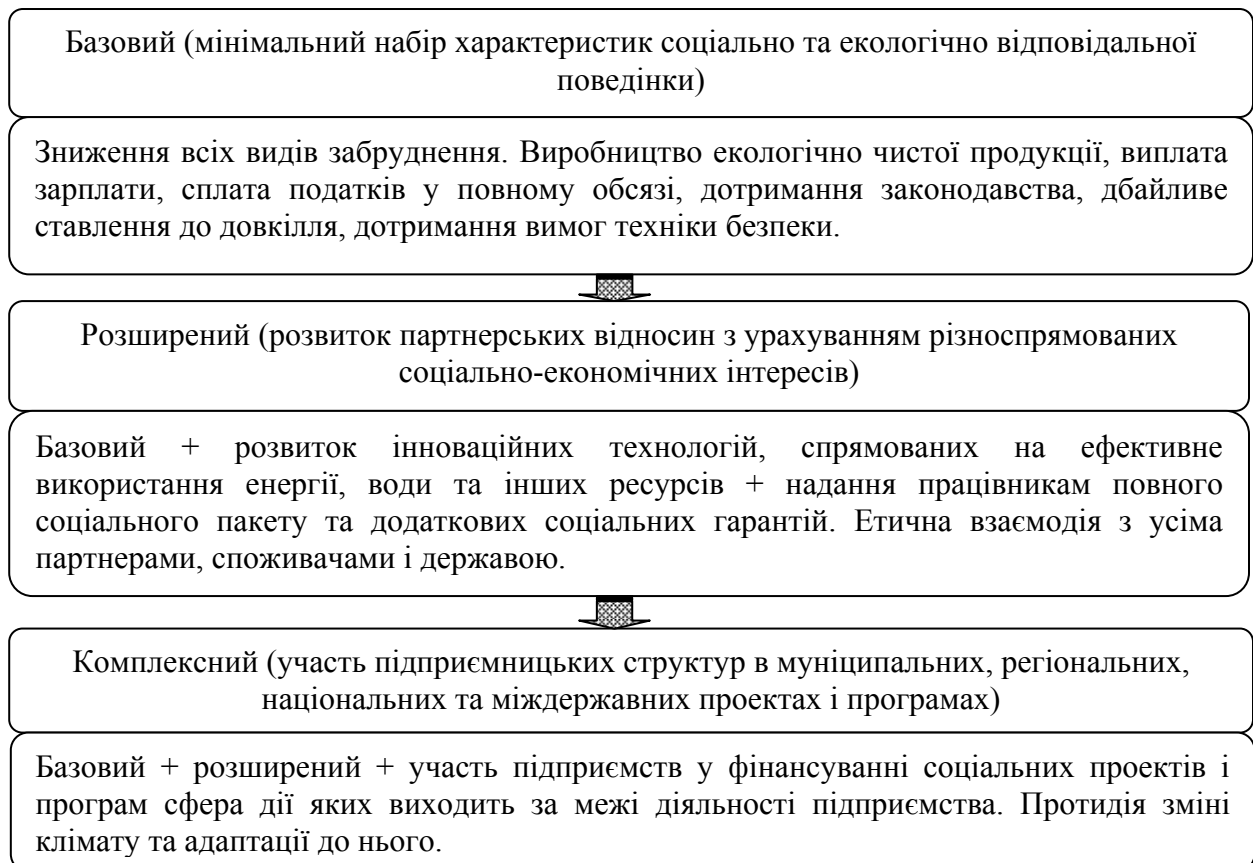 Базовий (мінімальний набір характеристик соціально та екологічно відповідальної
поведінки)
Зниження всіх видів забруднення. Виробництво екологічно чистої продукції, виплата
зарплати, сплата податків у повному обсязі, дотримання законодавства, дбайливе
ставлення до довкілля, дотримання вимог техніки безпеки.
Розширений (розвиток партнерських відносин з урахуванням різноспрямованих
соціально-економічних інтересів)
Базовий + розвиток інноваційних технологій, спрямованих на ефективне
використання енергії, води та інших ресурсів + надання працівникам повного
соціального пакету та додаткових соціальних гарантій. Етична взаємодія з усіма
партнерами, споживачами і державою.
Комплексний (участь підприємницьких структур в муніципальних, регіональних,
національних та міждержавних проектах і програмах)
Базовий + розширений + участь підприємств у фінансуванні соціальних проектів і
програм сфера дії яких виходить за межі діяльності підприємства. Протидія зміні
клімату та адаптації до нього.